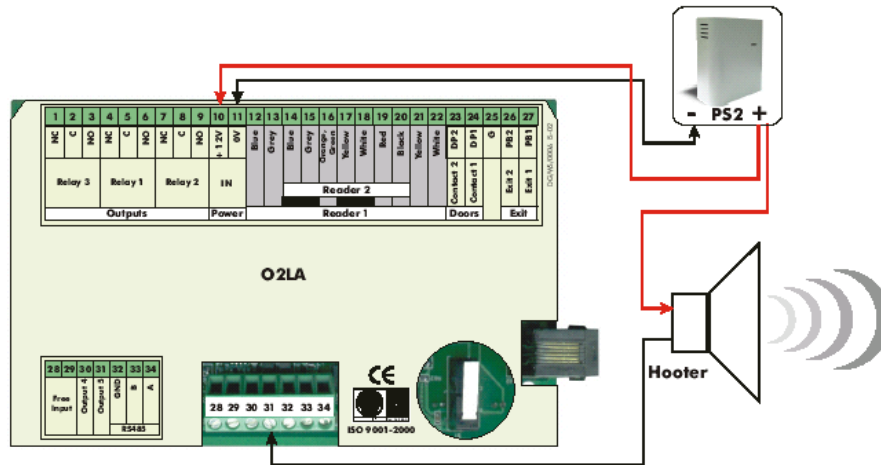 - PS2 +
1 2 3 4 5 6 7 8 9 10 11 12 13 14 15 16 17 18 19 20 21 22 23 24 25 26 27
NC C NO NC C NO NC C NO +12V 0V Blue Grey Blue Grey Orange, Green Yellow White Red Black Yellow White DP2 DP1 G PB2 PB1
Relay 3 Relay 1 Relay 2 IN Reader 2 Contact 2 Contact 1 Exit 2 Exit 1
Outputs Power Reader 1 Doors Exit
O2LA
28 29 30 31 32 33 34
Free Input Output 4 Output 5 GND B A
RS485
28 29 30 31 32 33 34
CE
ISO 9001-2000
Hooter